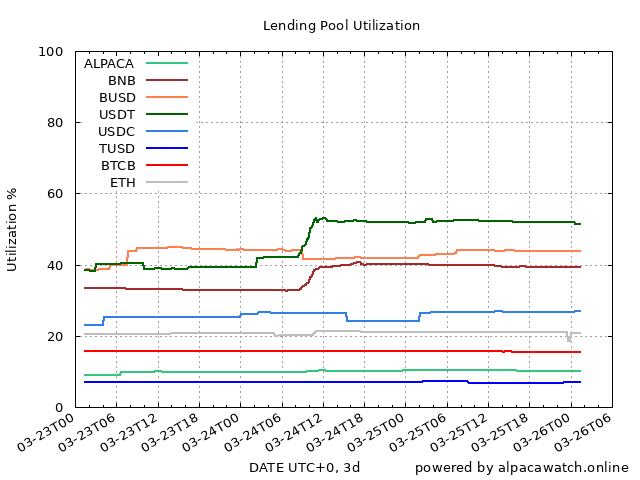 Lending Pool Utilization
Utilization %
100
80
60
40
20
0
ALPACA
BNB
BUSD
USDT
USDC
TUSD
BTCB
ETH
03-23T00
03-23T06
03-23T12
03-23T18
03-24T00
03-24T06
03-24T12
03-24T18
03-25T00
03-25T06
03-25T12
03-25T18
03-26T00
03-26T06
DATE UTC+0, 3d
powered by alpacawatch.online